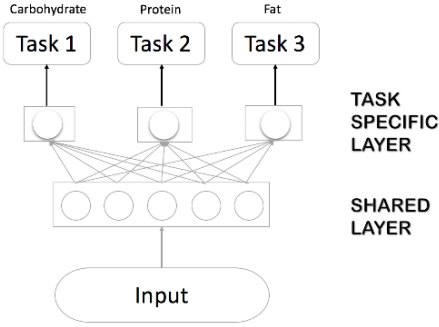 Carbohydrate Protein Fat
Task 1 Task 2 Task 3
TASK
SPECIFIC
LAYER
SHARED
LAYER
Input